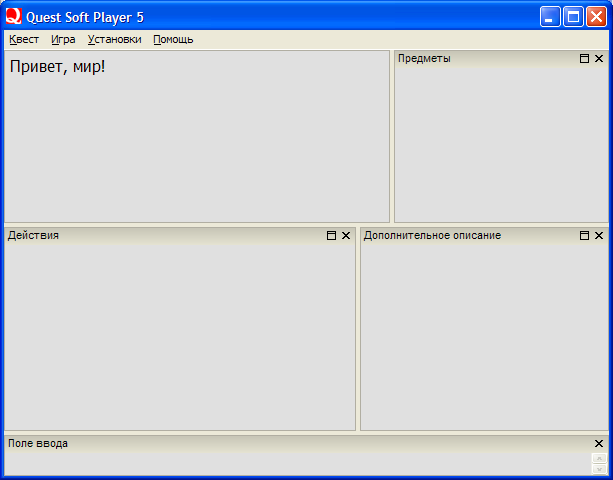 Quest Soft Player 5
Квест Игра Установки Помощь
Привет, мир!
Предметы
Действия
Дополнительное описание
Поле ввода